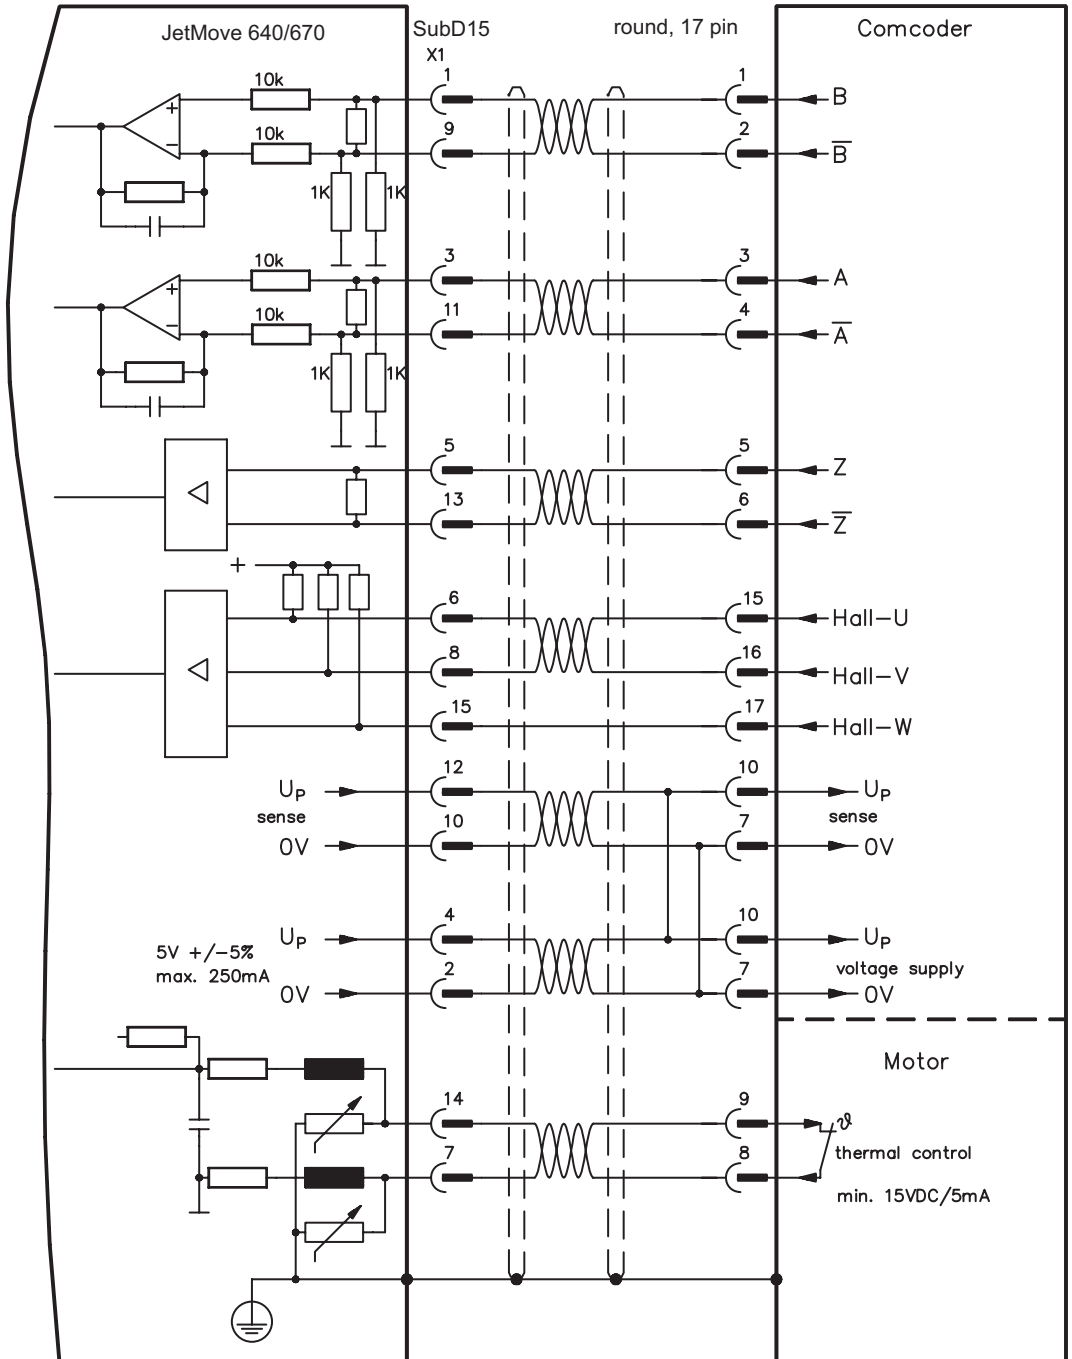 JetMove 640/670 SubD15 round, 17 pin Comcoder
X1
10k 1 1 B
+
10k 9 2 B̅
−
1K 1K
10k 3 3 A
+
10k 11 4 A̅
−
1K 1K
5 5 Z
13 6 Z̅
+
6 15 Hall-U
8 16 Hall-V
15 17 Hall-W
UP 12 10 UP
sense sense
0V 10 7 0V
UP 4 10 UP
5V +/-5%
max. 250mA
voltage supply
0V 2 7 0V
Motor
14 9 ϑ
thermal control
7 8
min. 15VDC/5mA